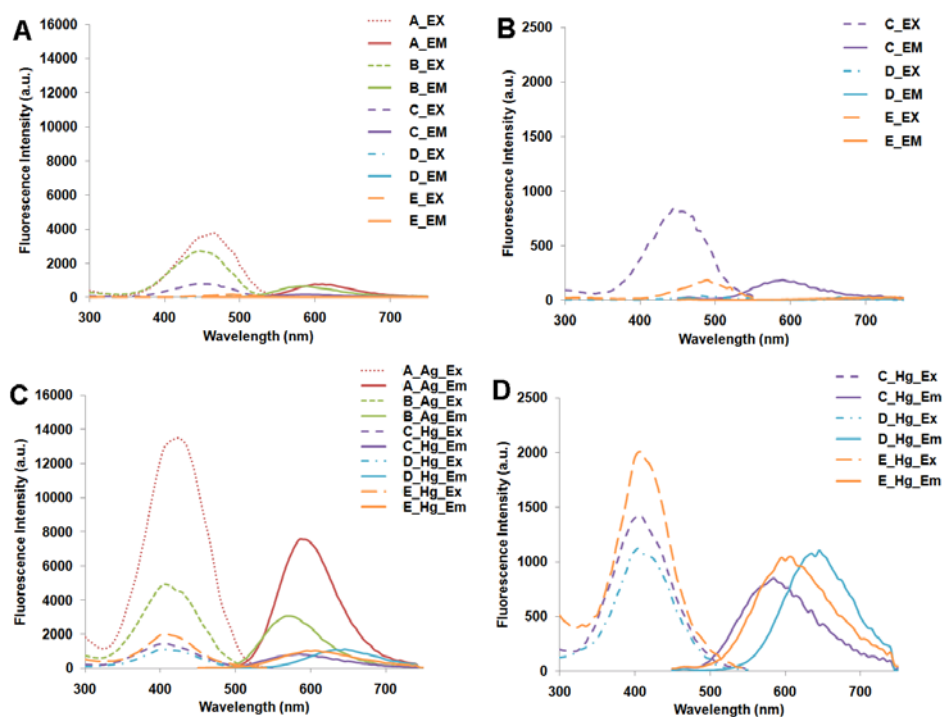 A
Fluorescence Intensity (a.u.)
16000
14000
12000
10000
8000
6000
4000
2000
0
300
400
500
600
700
Wavelength (nm)
A_EX
A_EM
B_EX
B_EM
C_EX
C_EM
D_EX
D_EM
E_EX
E_EM
B
Fluorescence Intensity (a.u.)
2500
2000
1500
1000
500
0
300
400
500
600
700
Wavelength (nm)
C_EX
C_EM
D_EX
D_EM
E_EX
E_EM
C
Fluorescence Intensity (a.u.)
16000
14000
12000
10000
8000
6000
4000
2000
0
300
400
500
600
700
Wavelength (nm)
A_Ag_Ex
A_Ag_Em
B_Ag_Ex
B_Ag_Em
C_Hg_Ex
C_Hg_Em
D_Hg_Ex
D_Hg_Em
E_Hg_Ex
E_Hg_Em
D
Fluorescence Intensity (a.u.)
2500
2000
1500
1000
500
0
300
400
500
600
700
Wavelength (nm)
C_Hg_Ex
C_Hg_Em
D_Hg_Ex
D_Hg_Em
E_Hg_Ex
E_Hg_Em